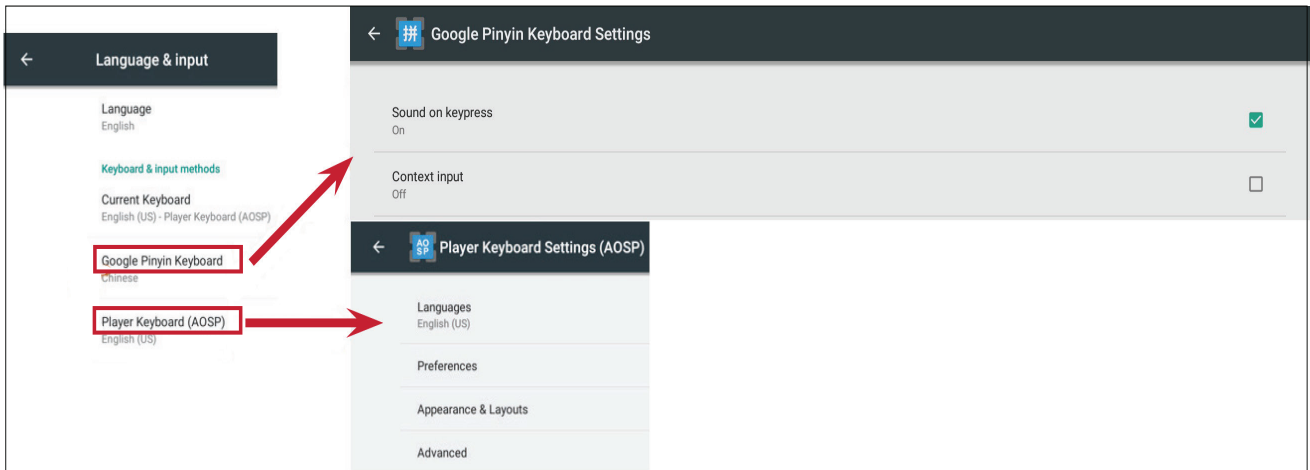 Language & input
Language
English
Keyboard & input methods
Current Keyboard
English (US) - Player Keyboard (AOSP)
Google Pinyin Keyboard
Chinese
Player Keyboard (AOSP)
English (US)
拼 Google Pinyin Keyboard Settings
Sound on keypress
On
Context input
Off
AO
SP
Player Keyboard Settings (AOSP)
Languages
English (US)
Preferences
Appearance & Layouts
Advanced